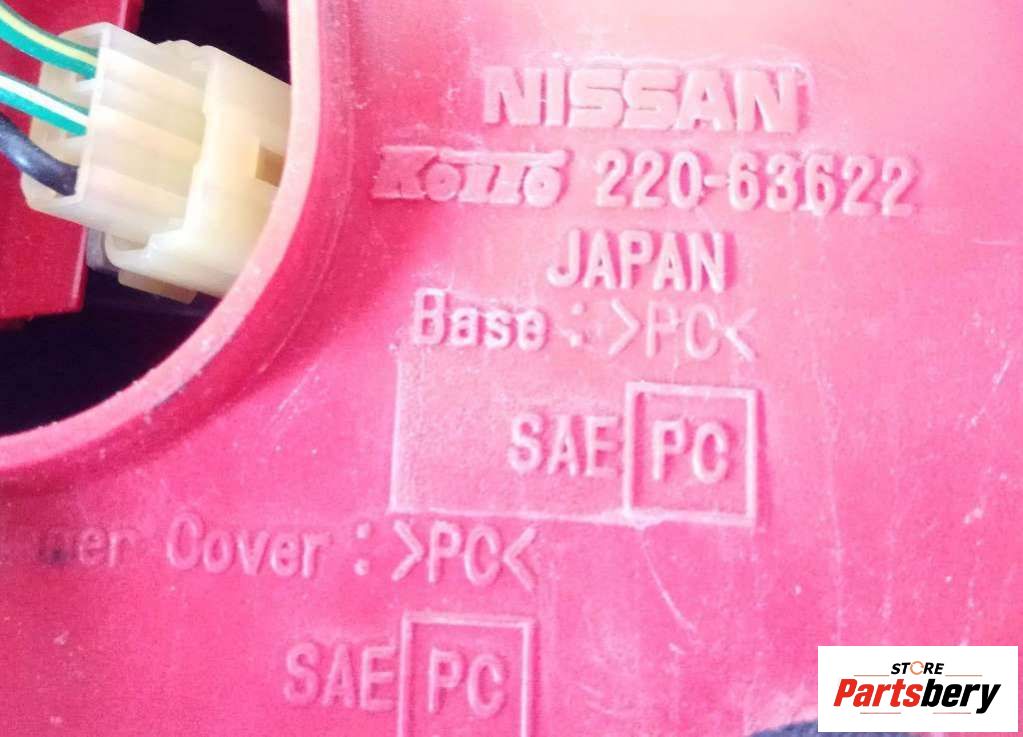 NISSAN
KOITO 220-63622
JAPAN
Base : >PC<
SAE PC
Cover : >PC<
SAE PC
STORE
Partsbery